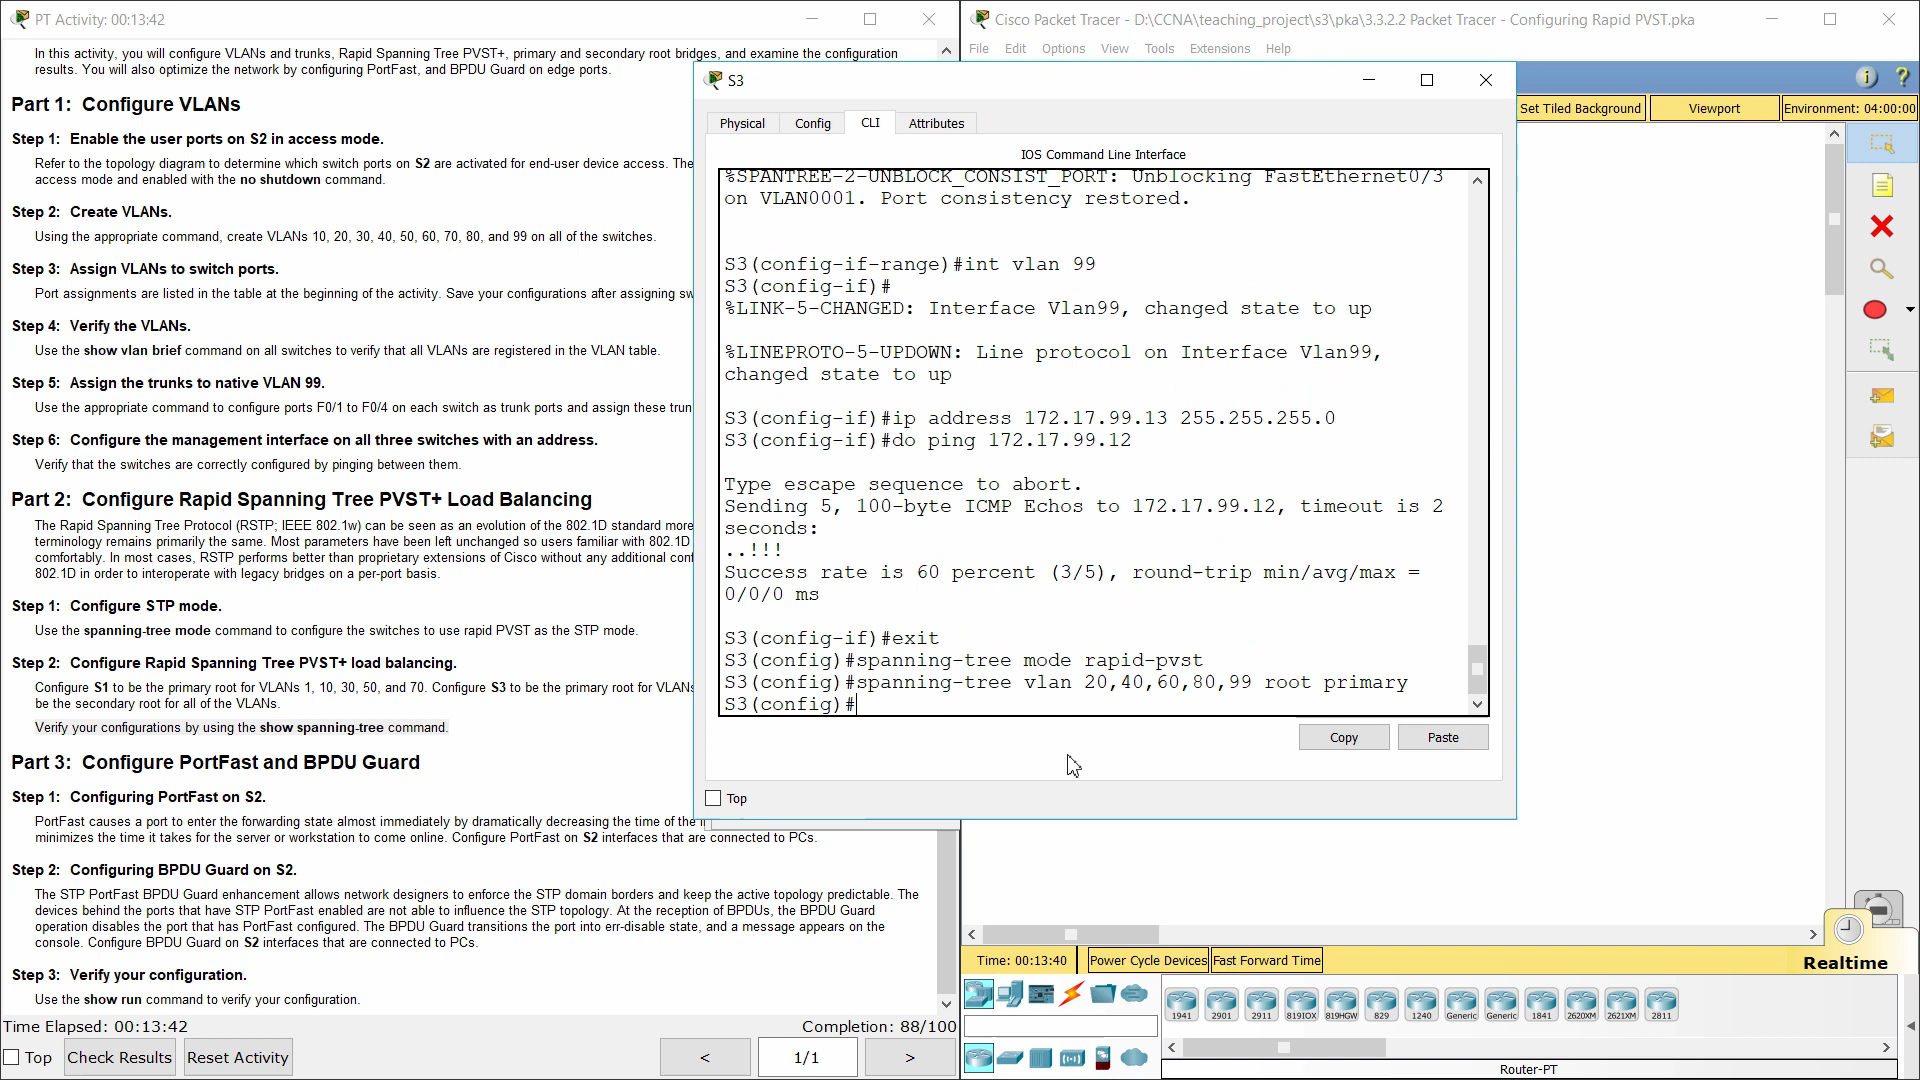 PT Activity: 00:13:42
In this activity, you will configure VLANs and trunks, Rapid Spanning Tree PVST+, primary and secondary root bridges, and examine the configuration
results. You will also optimize the network by configuring PortFast, and BPDU Guard on edge ports.
Part 1: Configure VLANs
Step 1: Enable the user ports on S2 in access mode.
Refer to the topology diagram to determine which switch ports on S2 are activated for end-user device access. The
access mode and enabled with the no shutdown command.
Step 2: Create VLANs.
Using the appropriate command, create VLANs 10, 20, 30, 40, 50, 60, 70, 80, and 99 on all of the switches.
Step 3: Assign VLANs to switch ports.
Port assignments are listed in the table at the beginning of the activity. Save your configurations after assigning sw
Step 4: Verify the VLANs.
Use the show vlan brief command on all switches to verify that all VLANs are registered in the VLAN table.
Step 5: Assign the trunks to native VLAN 99.
Use the appropriate command to configure ports F0/1 to F0/4 on each switch as trunk ports and assign these trun
Step 6: Configure the management interface on all three switches with an address.
Verify that the switches are correctly configured by pinging between them.
Part 2: Configure Rapid Spanning Tree PVST+ Load Balancing
The Rapid Spanning Tree Protocol (RSTP; IEEE 802.1w) can be seen as an evolution of the 802.1D standard more
terminology remains primarily the same. Most parameters have been left unchanged so users familiar with 802.1D
comfortably. In most cases, RSTP performs better than proprietary extensions of Cisco without any additional conf
802.1D in order to interoperate with legacy bridges on a per-port basis.
Step 1: Configure STP mode.
Use the spanning-tree mode command to configure the switches to use rapid PVST as the STP mode.
Step 2: Configure Rapid Spanning Tree PVST+ load balancing.
Configure S1 to be the primary root for VLANs 1, 10, 30, 50, and 70. Configure S3 to be the primary root for VLANs
be the secondary root for all of the VLANs.
Verify your configurations by using the show spanning-tree command.
Part 3: Configure PortFast and BPDU Guard
Step 1: Configuring PortFast on S2.
PortFast causes a port to enter the forwarding state almost immediately by dramatically decreasing the time of the
minimizes the time it takes for the server or workstation to come online. Configure PortFast on S2 interfaces that are connected to PCs.
Step 2: Configuring BPDU Guard on S2.
The STP PortFast BPDU Guard enhancement allows network designers to enforce the STP domain borders and keep the active topology predictable. The
devices behind the ports that have STP PortFast enabled are not able to influence the STP topology. At the reception of BPDUs, the BPDU Guard
operation disables the port that has PortFast configured. The BPDU Guard transitions the port into err-disable state, and a message appears on the
console. Configure BPDU Guard on S2 interfaces that are connected to PCs.
Step 3: Verify your configuration.
Use the show run command to verify your configuration.
Time Elapsed: 00:13:42
Completion: 88/100
Top
Check Results
Reset Activity
<
1/1
>
Cisco Packet Tracer - D:\CCNA\teaching_project\s3\pka\3.3.2.2 Packet Tracer - Configuring Rapid PVST.pka
File Edit Options View Tools Extensions Help
Set Tiled Background
Viewport
Environment: 04:00:00
S3
Physical Config CLI Attributes
IOS Command Line Interface
%SPANTREE-2-UNBLOCK_CONSIST_PORT: Unblocking FastEthernet0/3
on VLAN0001. Port consistency restored.
S3(config-if-range)#int vlan 99
S3(config-if)#
%LINK-5-CHANGED: Interface Vlan99, changed state to up
%LINEPROTO-5-UPDOWN: Line protocol on Interface Vlan99,
changed state to up
S3(config-if)#ip address 172.17.99.13 255.255.255.0
S3(config-if)#do ping 172.17.99.12
Type escape sequence to abort.
Sending 5, 100-byte ICMP Echos to 172.17.99.12, timeout is 2
seconds:
..!!!
Success rate is 60 percent (3/5), round-trip min/avg/max =
0/0/0 ms
S3(config-if)#exit
S3(config)#spanning-tree mode rapid-pvst
S3(config)#spanning-tree vlan 20,40,60,80,99 root primary
S3(config)#
Copy
Paste
Top
Time: 00:13:40
Power Cycle Devices
Fast Forward Time
Realtime
1941 2901 2911 819IOX 819HGW 829 1240 Generic Generic 1841 2620XM 2621XM 2811
Router-PT